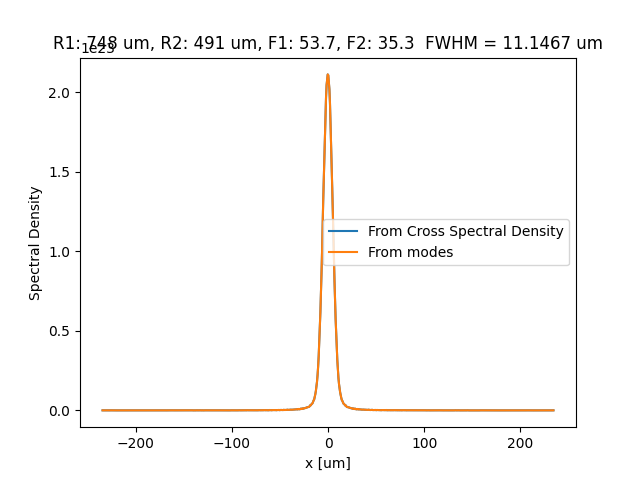 R1: 748 um, R2: 491 um, F1: 53.7, F2: 35.3  FWHM = 11.1467 um
1e23
2.0
1.5
1.0
0.5
0.0
Spectral Density
From Cross Spectral Density
From modes
−200
−100
0
100
200
x [um]